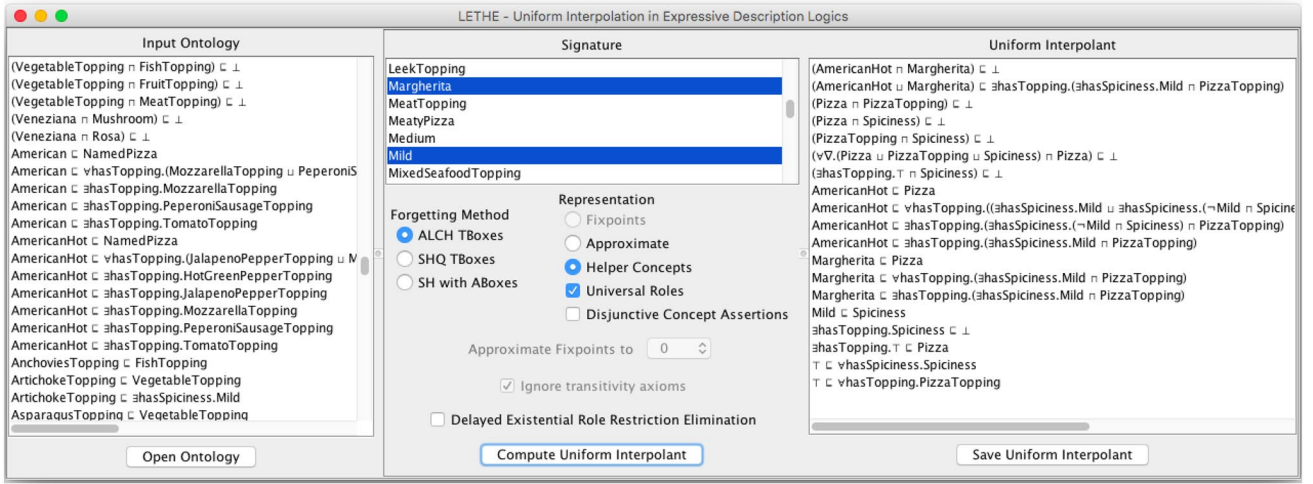 LETHE - Uniform Interpolation in Expressive Description Logics
Input Ontology
(VegetableTopping ⊓ FishTopping) ⊑ ⊥
(VegetableTopping ⊓ FruitTopping) ⊑ ⊥
(VegetableTopping ⊓ MeatTopping) ⊑ ⊥
(Veneziana ⊓ Mushroom) ⊑ ⊥
(Veneziana ⊓ Rosa) ⊑ ⊥
American ⊑ NamedPizza
American ⊑ ∀hasTopping.(MozzarellaTopping ⊔ PeperoniS
American ⊑ ∃hasTopping.MozzarellaTopping
American ⊑ ∃hasTopping.PeperoniSausageTopping
American ⊑ ∃hasTopping.TomatoTopping
AmericanHot ⊑ NamedPizza
AmericanHot ⊑ ∀hasTopping.(JalapenoPepperTopping ⊔ M
AmericanHot ⊑ ∃hasTopping.HotGreenPepperTopping
AmericanHot ⊑ ∃hasTopping.JalapenoPepperTopping
AmericanHot ⊑ ∃hasTopping.MozzarellaTopping
AmericanHot ⊑ ∃hasTopping.PeperoniSausageTopping
AmericanHot ⊑ ∃hasTopping.TomatoTopping
AnchoviesTopping ⊑ FishTopping
ArtichokeTopping ⊑ VegetableTopping
ArtichokeTopping ⊑ ∃hasSpiciness.Mild
AsparagusTopping ⊑ VegetableTopping
Open Ontology
Signature
LeekTopping
Margherita
MeatTopping
MeatyPizza
Medium
Mild
MixedSeafoodTopping
Forgetting Method
ALCH TBoxes
SHQ TBoxes
SH with ABoxes
Representation
Fixpoints
Approximate
Helper Concepts
Universal Roles
Disjunctive Concept Assertions
Approximate Fixpoints to 0
Ignore transitivity axioms
Delayed Existential Role Restriction Elimination
Compute Uniform Interpolant
Uniform Interpolant
(AmericanHot ⊓ Margherita) ⊑ ⊥
(AmericanHot ⊔ Margherita) ⊑ ∃hasTopping.(∃hasSpiciness.Mild ⊓ PizzaTopping)
(Pizza ⊓ PizzaTopping) ⊑ ⊥
(Pizza ⊓ Spiciness) ⊑ ⊥
(PizzaTopping ⊓ Spiciness) ⊑ ⊥
(∀∇.(Pizza ⊔ PizzaTopping ⊔ Spiciness) ⊓ Pizza) ⊑ ⊥
(∃hasTopping.⊤ ⊓ Spiciness) ⊑ ⊥
AmericanHot ⊑ Pizza
AmericanHot ⊑ ∀hasTopping.((∃hasSpiciness.Mild ⊔ ∃hasSpiciness.(¬Mild ⊓ Spicine
AmericanHot ⊑ ∃hasTopping.(∃hasSpiciness.(¬Mild ⊓ Spiciness) ⊓ PizzaTopping)
AmericanHot ⊑ ∃hasTopping.(∃hasSpiciness.Mild ⊓ PizzaTopping)
Margherita ⊑ Pizza
Margherita ⊑ ∀hasTopping.(∃hasSpiciness.Mild ⊓ PizzaTopping)
Margherita ⊑ ∃hasTopping.(∃hasSpiciness.Mild ⊓ PizzaTopping)
Mild ⊑ Spiciness
∃hasTopping.Spiciness ⊑ ⊥
∃hasTopping.⊤ ⊑ Pizza
⊤ ⊑ ∀hasSpiciness.Spiciness
⊤ ⊑ ∀hasTopping.PizzaTopping
Save Uniform Interpolant